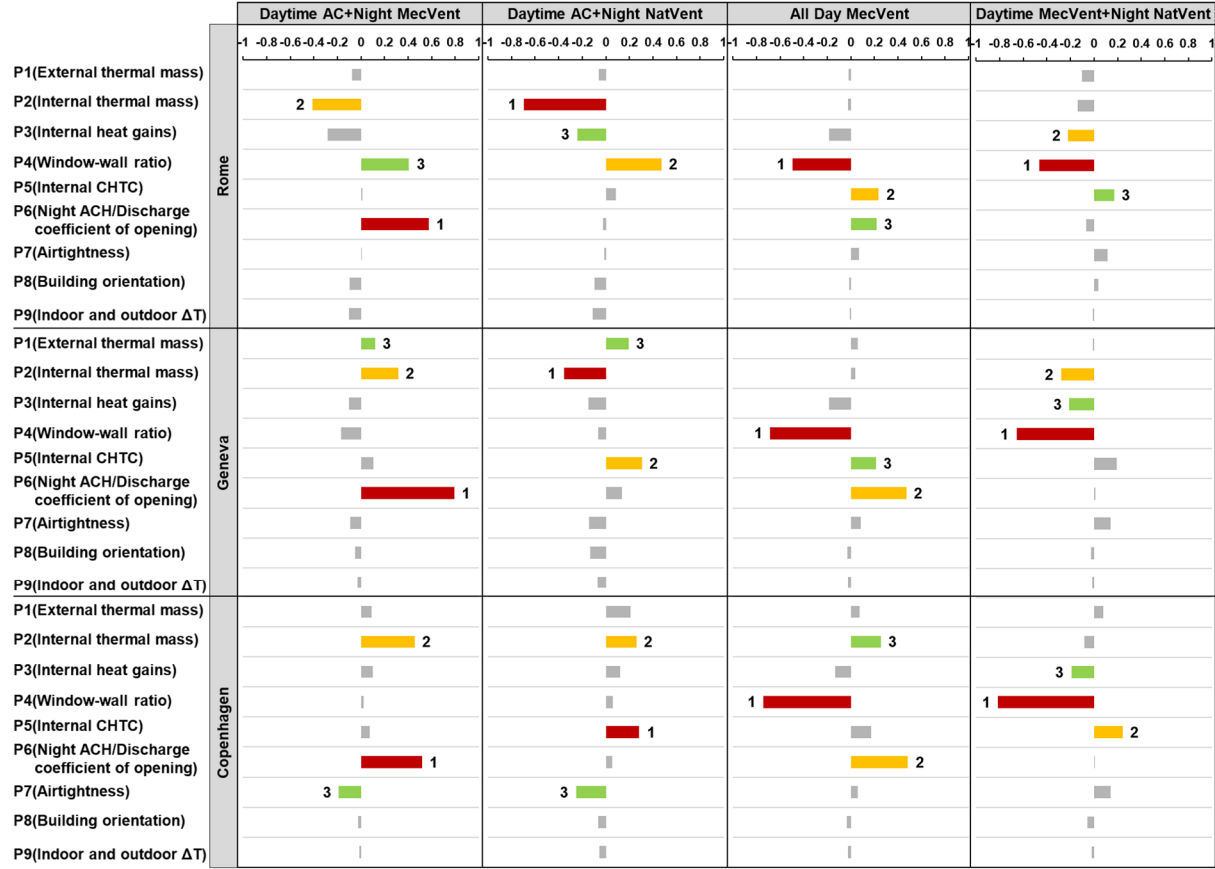 Daytime AC+Night MecVent Daytime AC+Night NatVent All Day MecVent Daytime MecVent+Night NatVent
-1 -0.8 -0.6 -0.4 -0.2 0 0.2 0.4 0.6 0.8 1 -1 -0.8 -0.6 -0.4 -0.2 0 0.2 0.4 0.6 0.8 1 -1 -0.8 -0.6 -0.4 -0.2 0 0.2 0.4 0.6 0.8 1 -1 -0.8 -0.6 -0.4 -0.2 0 0.2 0.4 0.6 0.8 1
Rome
P1(External thermal mass)
P2(Internal thermal mass) 2 1
P3(Internal heat gains) 3 2
P4(Window-wall ratio) 3 2 1 1
P5(Internal CHTC) 2 3
P6(Night ACH/Discharge
coefficient of opening) 1 3
P7(Airtightness)
P8(Building orientation)
P9(Indoor and outdoor ΔT)
Geneva
P1(External thermal mass) 3 3
P2(Internal thermal mass) 2 1 2
P3(Internal heat gains) 3
P4(Window-wall ratio) 1 1
P5(Internal CHTC) 2 3
P6(Night ACH/Discharge
coefficient of opening) 1 2
P7(Airtightness)
P8(Building orientation)
P9(Indoor and outdoor ΔT)
Copenhagen
P1(External thermal mass)
P2(Internal thermal mass) 2 2 3
P3(Internal heat gains) 3
P4(Window-wall ratio) 1 1
P5(Internal CHTC) 1 2
P6(Night ACH/Discharge
coefficient of opening) 1 2
P7(Airtightness) 3 3
P8(Building orientation)
P9(Indoor and outdoor ΔT)